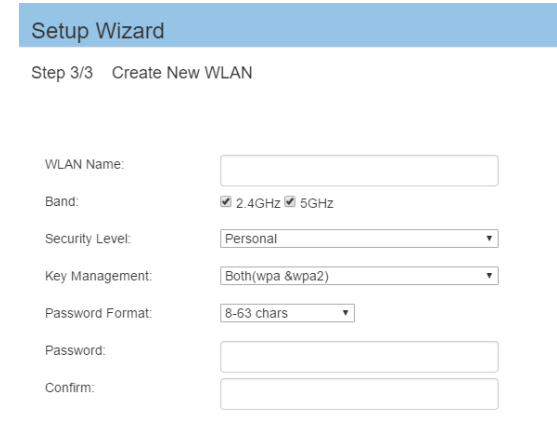 Setup Wizard
Step 3/3 Create New WLAN
WLAN Name:
Band: 2.4GHz 5GHz
Security Level: Personal
Key Management: Both(wpa &wpa2)
Password Format: 8-63 chars
Password:
Confirm: